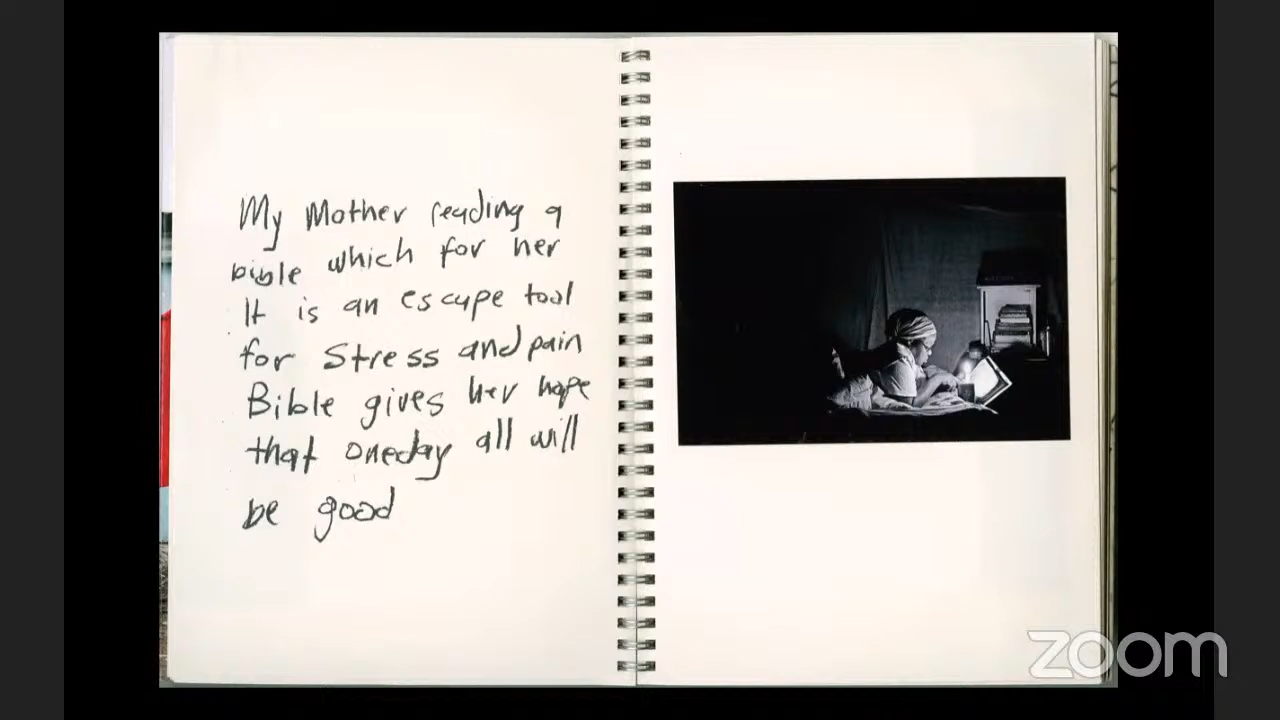 My Mother reading a
bible which for her
It is an escape tool
for Stress and pain
Bible gives her hope
that oneday all will
be good
zoom